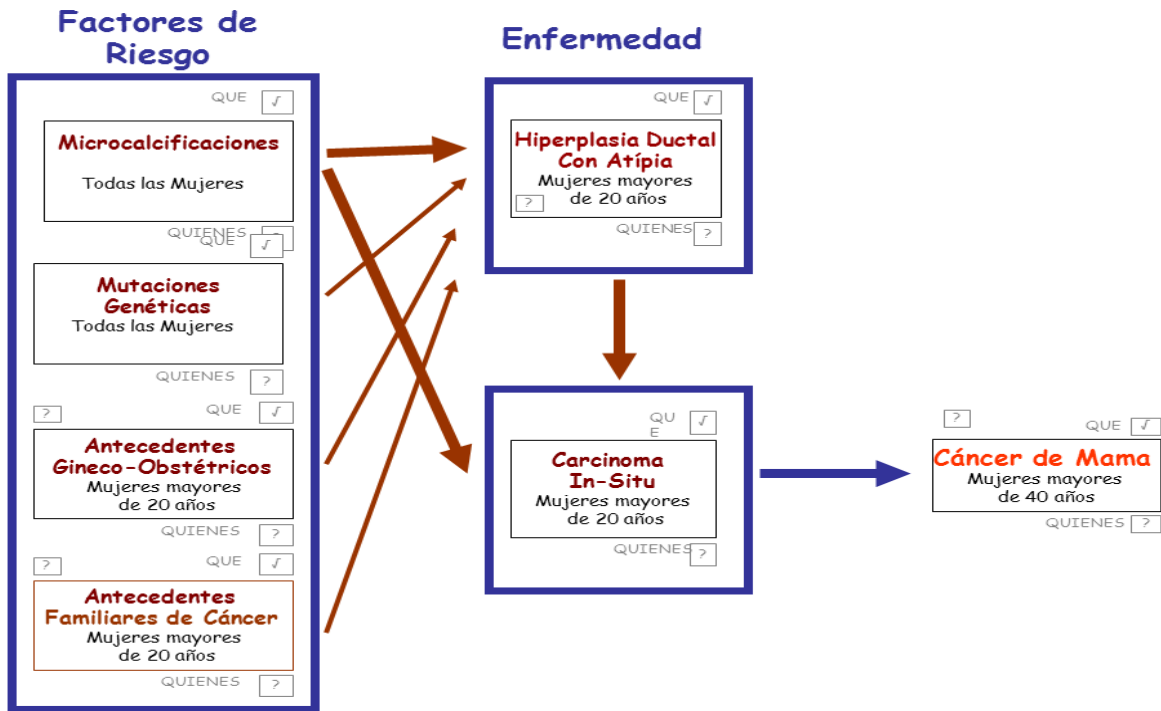 Factores de
Riesgo
QUE √
Microcalificaciones
Todas las Mujeres
QUIENES
QUE √
Mutaciones
Genéticas
Todas las Mujeres
QUIENES ?
? QUE √
Antecedentes
Gineco-Obstétricos
Mujeres mayores
de 20 años
QUIENES ?
? QUE √
Antecedentes
Familiares de Cáncer
Mujeres mayores
de 20 años
QUIENES ?
Enfermedad
QUE √
Hiperplasia Ductal
Con Atípia
Mujeres mayores
? de 20 años
QUIENES ?
QU
E √
Carcinoma
In-Situ
Mujeres mayores
de 20 años
QUIENES ?
? QUE √
Cáncer de Mama
Mujeres mayores
de 40 años
QUIENES ?